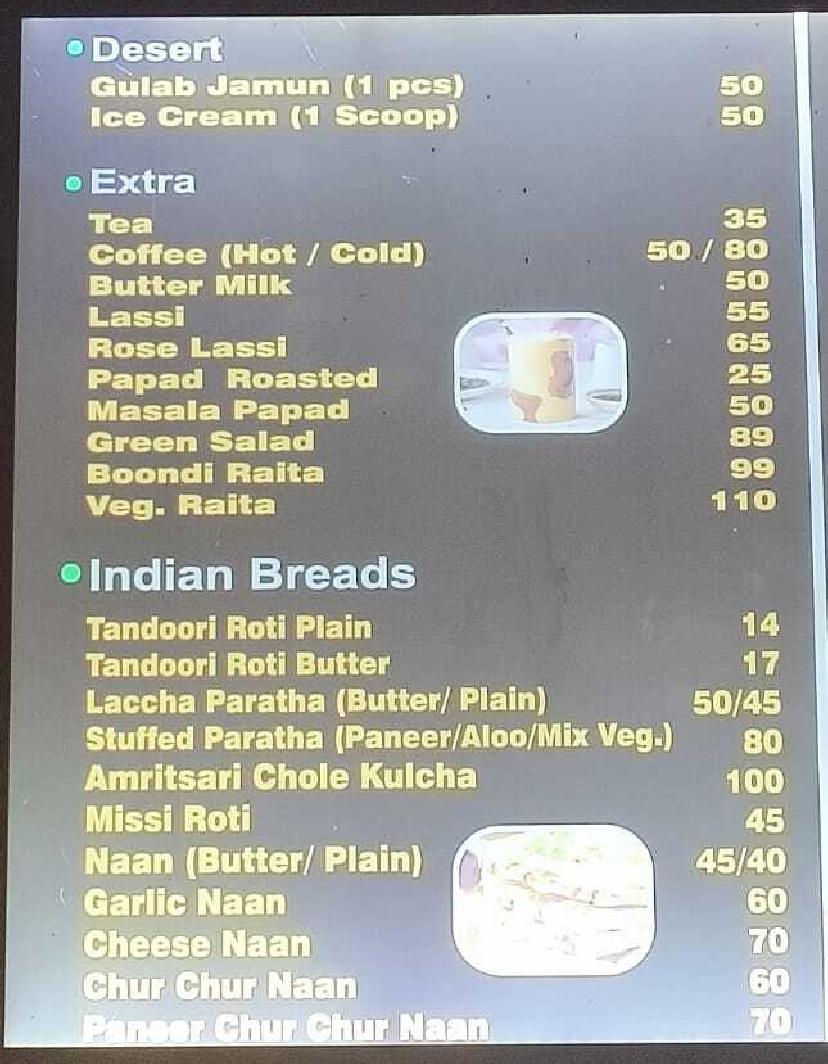 Desert
Gulab Jamun (1 pcs) 50
Ice Cream (1 Scoop) 50
Extra
Tea 35
Coffee (Hot / Cold) 50 / 80
Butter Milk 50
Lassi 55
Rose Lassi 65
Papad Roasted 25
Masala Papad 50
Green Salad 89
Boondi Raita 99
Veg. Raita 110
Indian Breads
Tandoori Roti Plain 14
Tandoori Roti Butter 17
Laccha Paratha (Butter/ Plain) 50/45
Stuffed Paratha (Paneer/Aloo/Mix Veg.) 80
Amritsari Chole Kulcha 100
Missi Roti 45
Naan (Butter/ Plain) 45/40
Garlic Naan 60
Cheese Naan 70
Chur Chur Naan 60
Paneer Chur Chur Naan 70